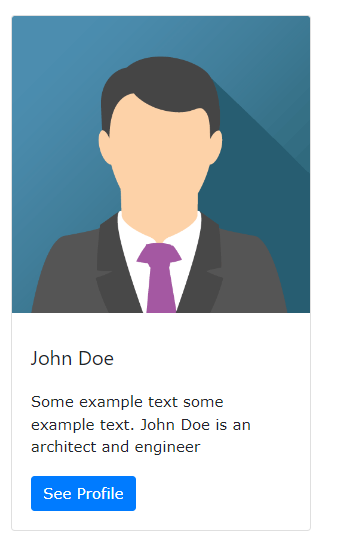 John Doe
Some example text some
example text. John Doe is an
architect and engineer
See Profile